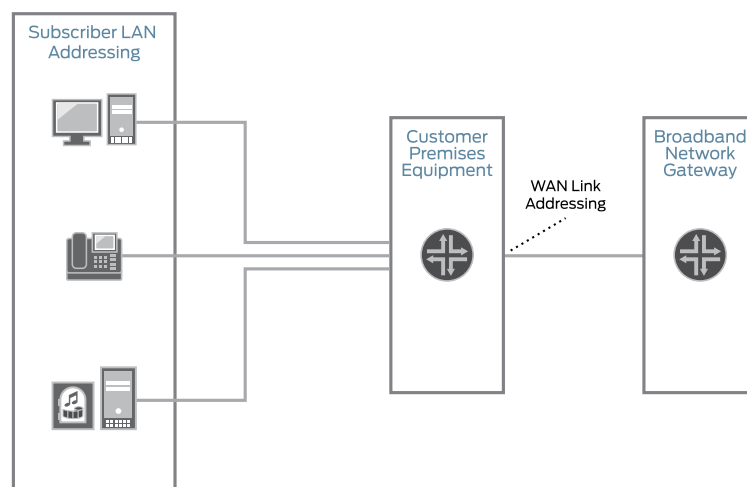 Subscriber LAN
Addressing
Customer
Premises
Equipment
WAN Link
Addressing
Broadband
Network
Gateway